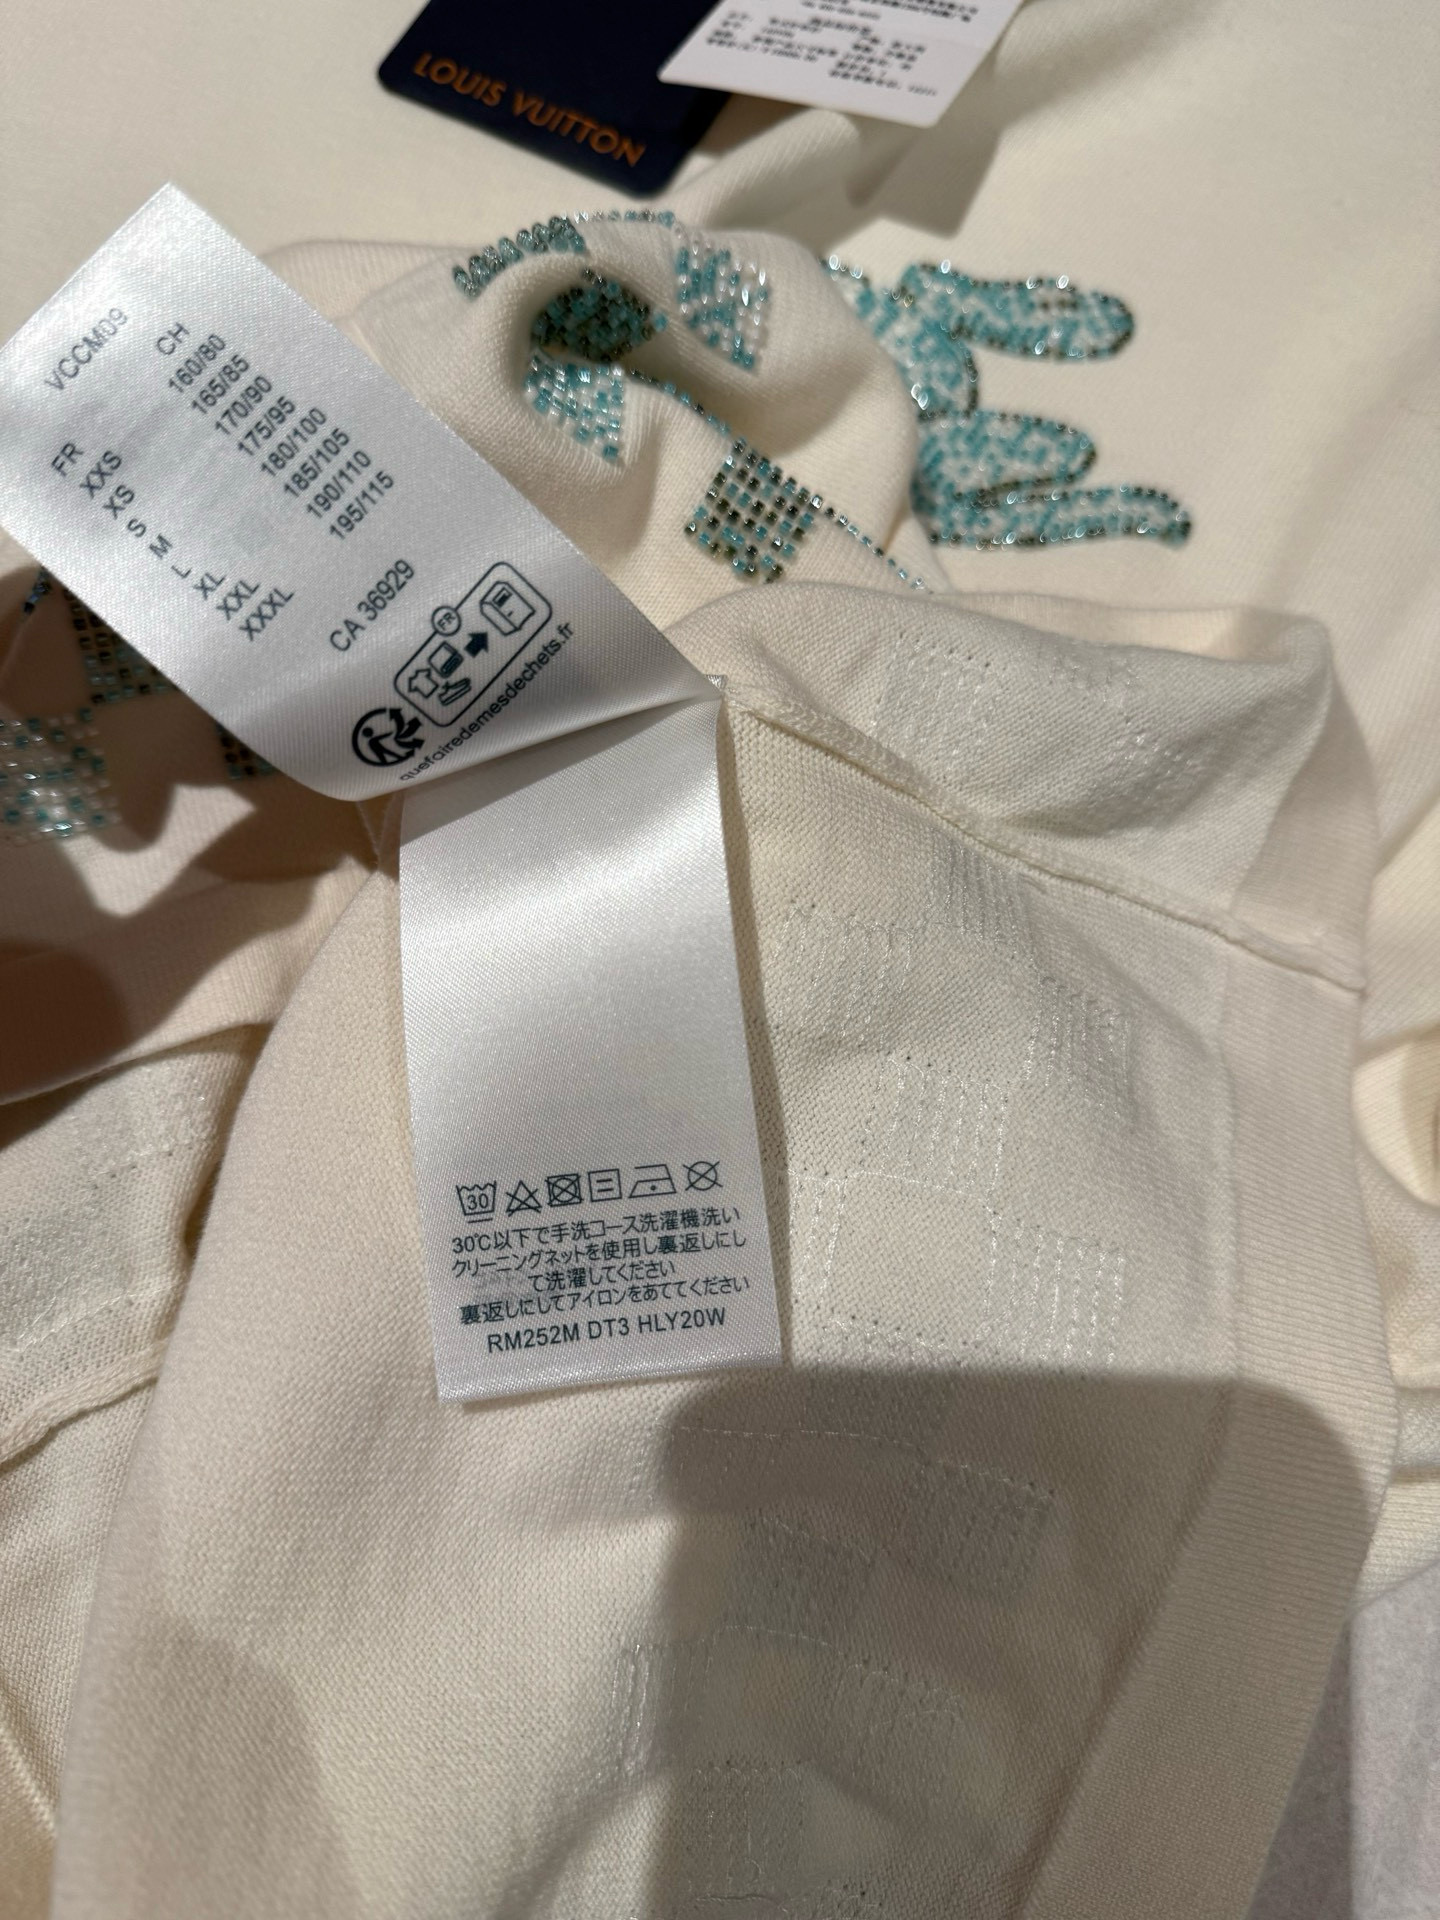 LOUIS VUITTON
VCCM09
FR CH
XXS 160/80
XS 165/85
S 170/90
M 175/95
L 180/100
XL 185/105
XXL 190/110
XXXL 195/115
CA 36929
FR
quefairedemesdechets.fr
30
30℃以下で手洗コース洗濯機洗い
クリーニングネットを使用し裏返しにし
て洗濯してください
裏返しにしてアイロンをあててください
RM252M DT3 HLY20W